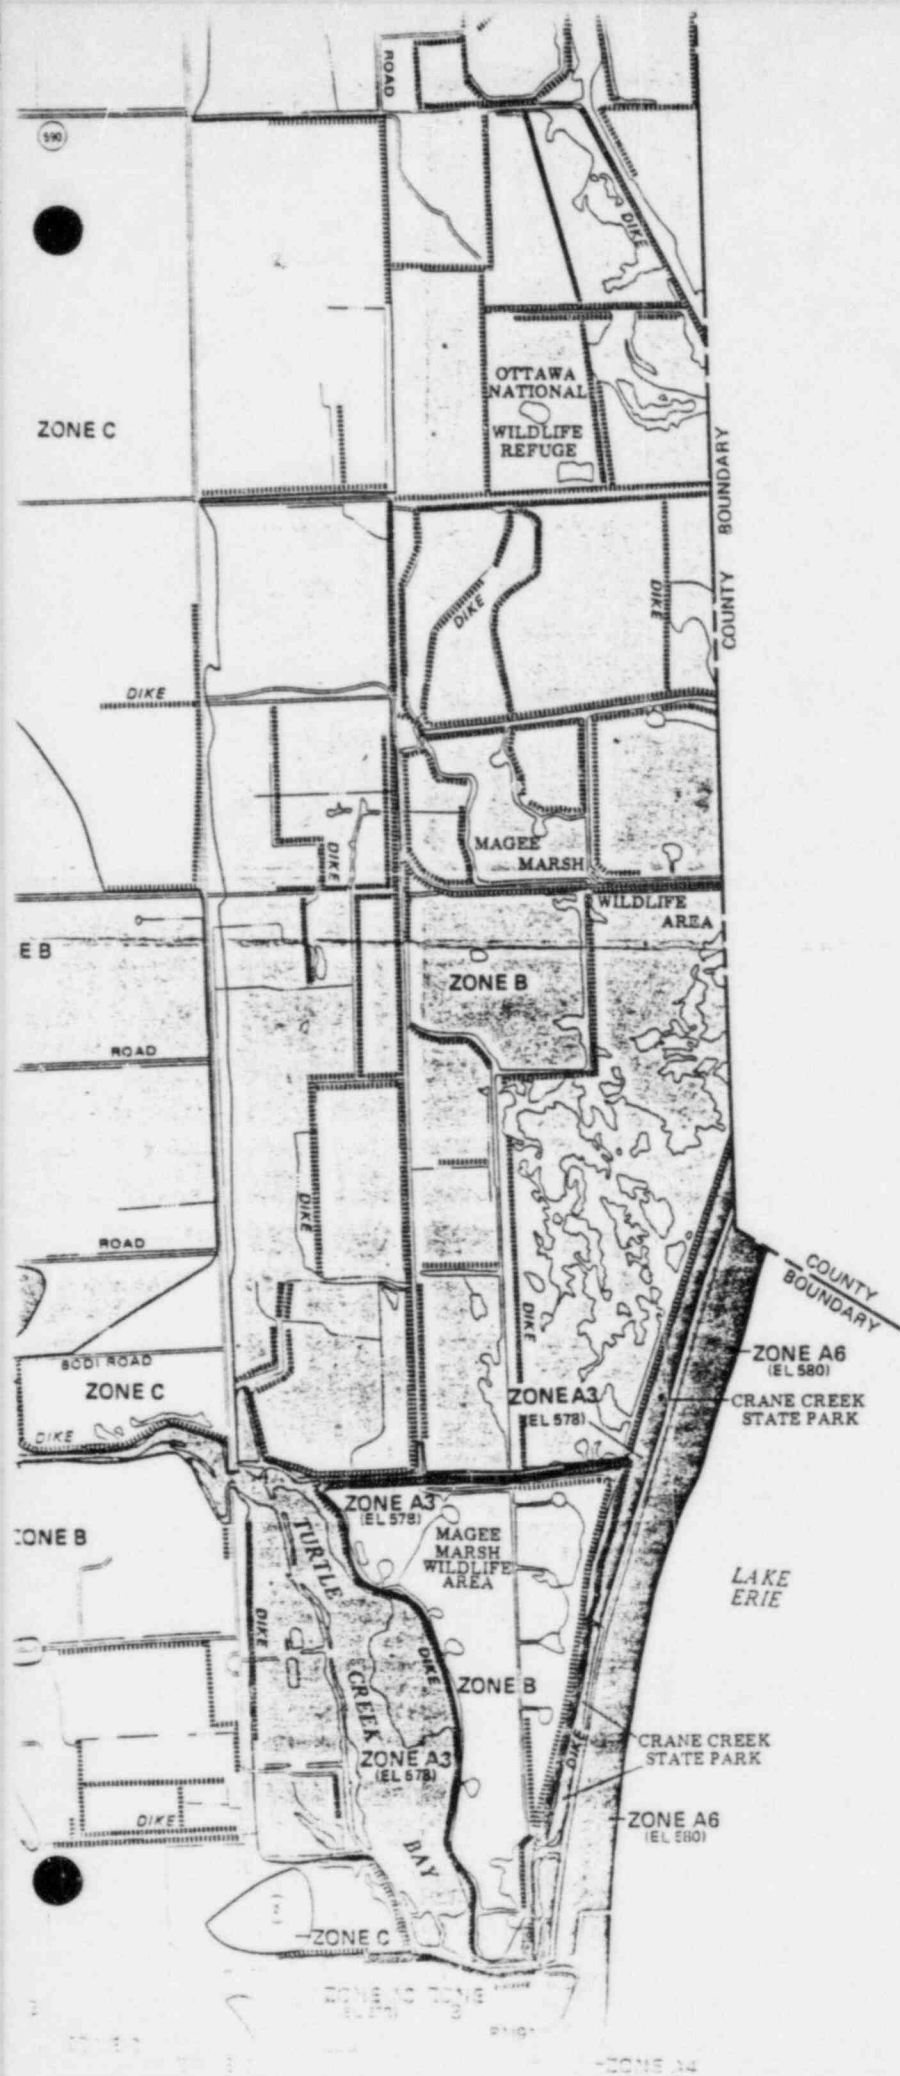 ROAD
590
DIKE
OTTAWA
NATIONAL
WILDLIFE
REFUGE
ZONE C
COUNTY BOUNDARY
DIKE
DIKE
DIKE
DIKE
MAGEE
MARSH
WILDLIFE
AREA
E B
ZONE B
ROAD
DIKE
ROAD
COUNTY
BOUNDARY
DIKE
BODI ROAD
ZONE C
ZONE A6
(EL 580)
ZONE A3
(EL 578)
CRANE CREEK
STATE PARK
DIKE
ZONE A3
(EL 578)
ZONE B
MAGEE
MARSH
WILDLIFE
AREA
TURTLE
CREEK
BAY
LAKE
ERIE
DIKE
DIKE
ZONE B
CRANE CREEK
STATE PARK
DIKE
ZONE A3
(EL 578)
DIKE
ZONE A6
(EL 580)
ZONE C
ZONE A4